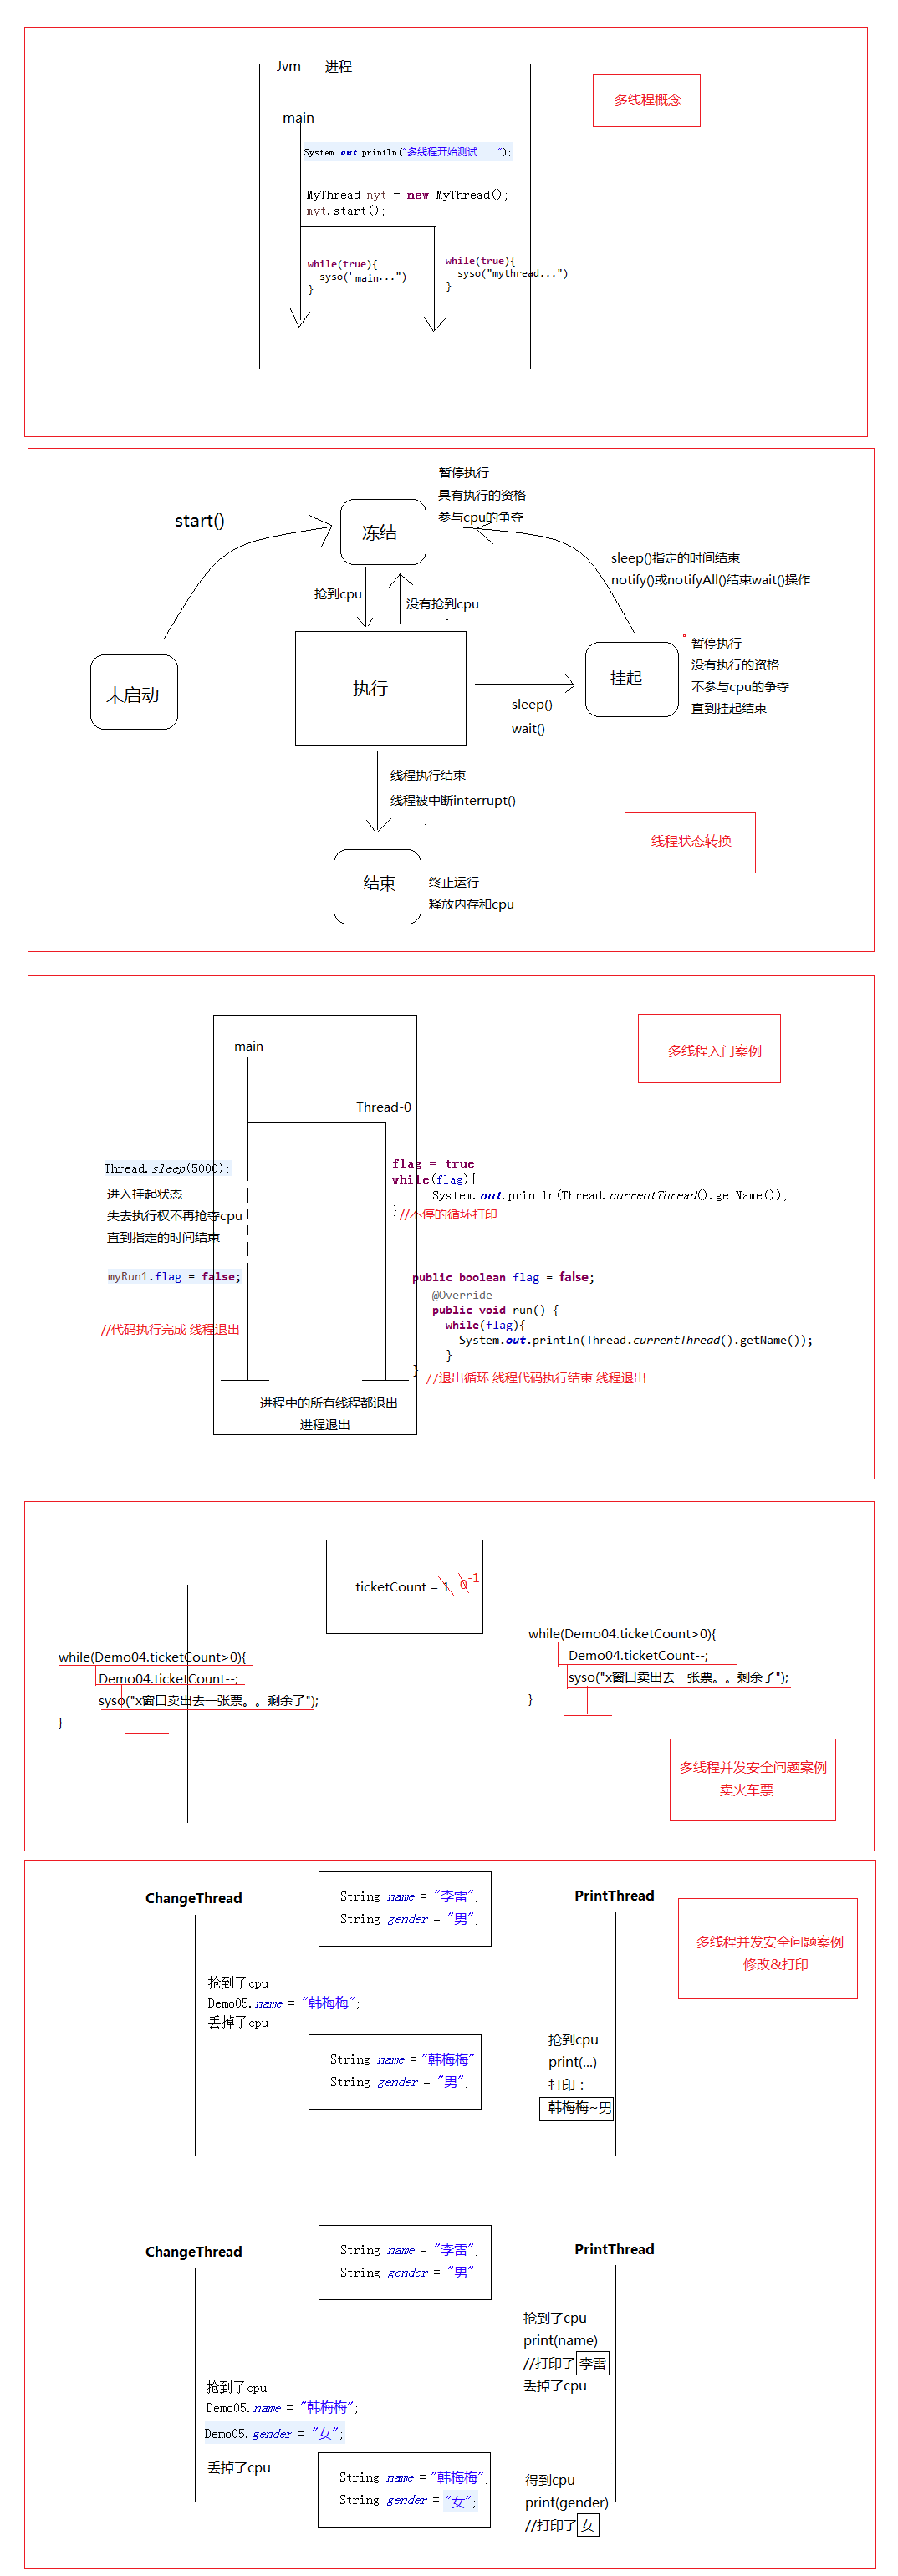 Jvm 进程
多线程概念
main
System.out.println("多线程开始测试....");
MyThread myt = new MyThread();
myt.start();
while(true){
syso('main...")
}
while(true){
syso("mythread...")
}
暂停执行
具有执行的资格
参与cpu的争夺
start()
冻结
sleep()指定的时间结束
notify()或notifyAll()结束wait()操作
抢到cpu
没有抢到cpu
未启动
执行
挂起
暂停执行
没有执行的资格
不参与cpu的争夺
直到挂起结束
sleep()
wait()
线程执行结束
线程被中断interrupt()
线程状态转换
结束
终止运行
释放内存和cpu
main
多线程入门案例
Thread-0
Thread.sleep(5000);
进入挂起状态
失去执行权不再抢夺cpu
直到指定的时间结束
flag = true
while(flag){
System.out.println(Thread.currentThread().getName());
}//不停的循环打印
myRun1.flag = false;
//代码执行完成 线程退出
public boolean flag = false;
@Override
public void run() {
while(flag){
System.out.println(Thread.currentThread().getName());
}
}
//退出循环 线程代码执行结束 线程退出
进程中的所有线程都退出
进程退出
ticketCount = 1 0 -1
while(Demo04.ticketCount>0){
Demo04.ticketCount--;
syso("x窗口卖出去一张票。。剩余了");
}
while(Demo04.ticketCount>0){
Demo04.ticketCount--;
syso("x窗口卖出去一张票。。剩余了");
}
多线程并发安全问题案例
卖火车票
ChangeThread
String name = "李雷";
String gender = "男";
PrintThread
多线程并发安全问题案例
修改&打印
抢到了cpu
Demo05.name = "韩梅梅";
丢掉了cpu
String name = "韩梅梅"
String gender = "男";
抢到cpu
print(...)
打印：
韩梅梅~男
ChangeThread
String name = "李雷";
String gender = "男";
PrintThread
抢到了cpu
print(name)
//打印了 李雷
丢掉了cpu
抢到了cpu
Demo05.name = "韩梅梅";
Demo05.gender = "女";
丢掉了cpu
String name = "韩梅梅";
String gender = "女";
得到cpu
print(gender)
//打印了 女